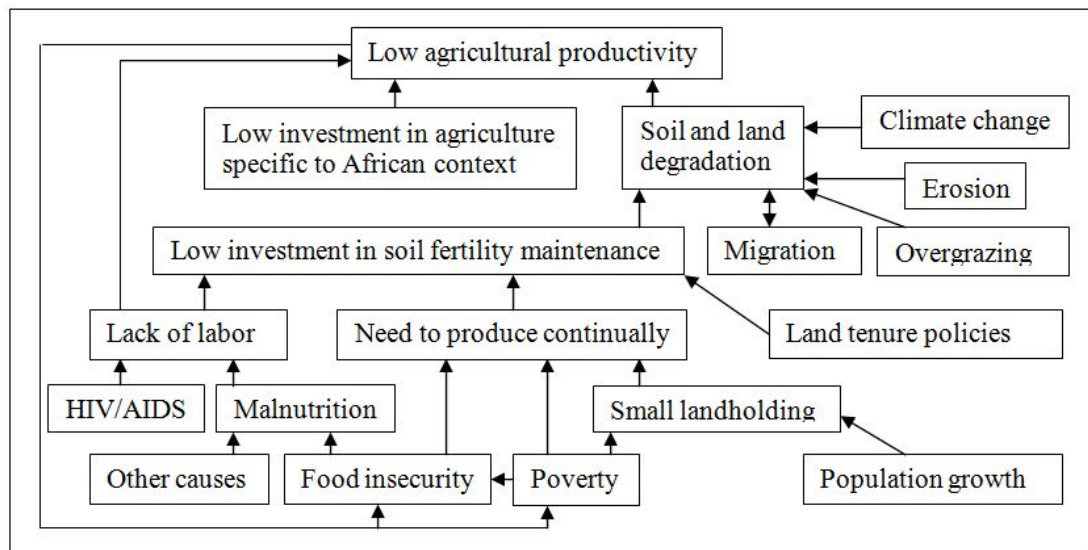 Low agricultural productivity
Low investment in agriculture
specific to African context
Soil and land
degradation
Climate change
Erosion
Low investment in soil fertility maintenance
Migration
Overgrazing
Lack of labor
Need to produce continually
Land tenure policies
HIV/AIDS
Malnutrition
Small landholding
Other causes
Food insecurity
Poverty
Population growth